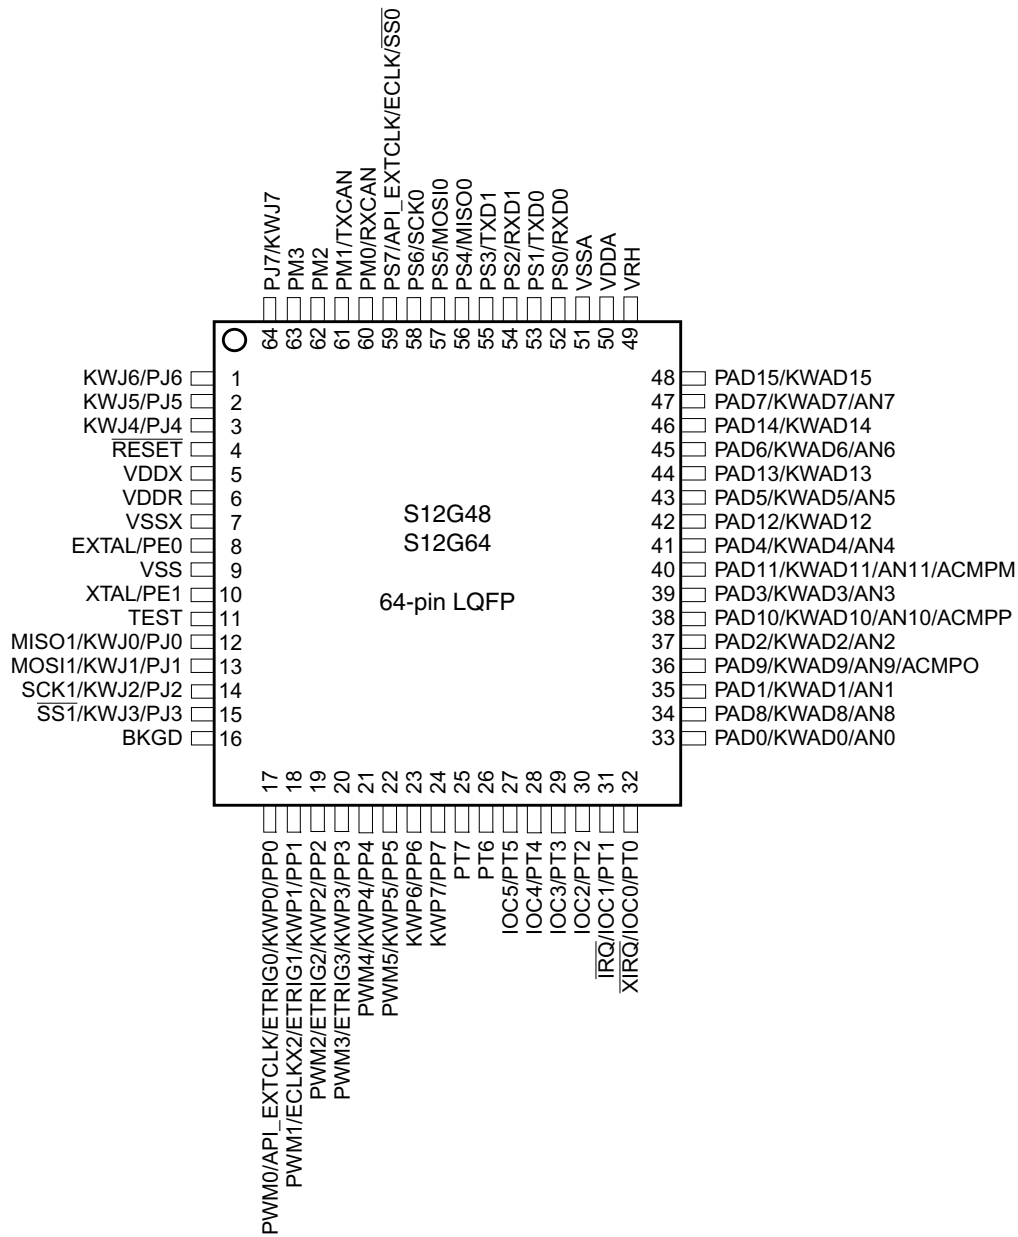 PJ7/KWJ7
PM3
PM2
PM1/TXCAN
PM0/RXCAN
PS7/API_EXTCLK/ECLK/SS0
PS6/SCK0
PS5/MOSI0
PS4/MISO0
PS3/TXD1
PS2/RXD1
PS1/TXD0
PS0/RXD0
VSSA
VDDA
VRH
64
63
62
61
60
59
58
57
56
55
54
53
52
51
50
49
KWJ6/PJ6 1
KWJ5/PJ5 2
KWJ4/PJ4 3
RESET 4
VDDX 5
VDDR 6
VSSX 7
EXTAL/PE0 8
VSS 9
XTAL/PE1 10
TEST 11
MISO1/KWJ0/PJ0 12
MOSI1/KWJ1/PJ1 13
SCK1/KWJ2/PJ2 14
SS1/KWJ3/PJ3 15
BKGD 16
S12G48
S12G64
64-pin LQFP
48 PAD15/KWAD15
47 PAD7/KWAD7/AN7
46 PAD14/KWAD14
45 PAD6/KWAD6/AN6
44 PAD13/KWAD13
43 PAD5/KWAD5/AN5
42 PAD12/KWAD12
41 PAD4/KWAD4/AN4
40 PAD11/KWAD11/AN11/ACMPM
39 PAD3/KWAD3/AN3
38 PAD10/KWAD10/AN10/ACMPP
37 PAD2/KWAD2/AN2
36 PAD9/KWAD9/AN9/ACMPO
35 PAD1/KWAD1/AN1
34 PAD8/KWAD8/AN8
33 PAD0/KWAD0/AN0
17
18
19
20
21
22
23
24
25
26
27
28
29
30
31
32
PWM0/API_EXTCLK/ETRIG0/KWP0/PP0
PWM1/ECLKX2/ETRIG1/KWP1/PP1
PWM2/ETRIG2/KWP2/PP2
PWM3/ETRIG3/KWP3/PP3
PWM4/KWP4/PP4
PWM5/KWP5/PP5
KWP6/PP6
KWP7/PP7
PT7
PT6
IOC5/PT5
IOC4/PT4
IOC3/PT3
IOC2/PT2
IRQ/IOC1/PT1
XIRQ/IOC0/PT0